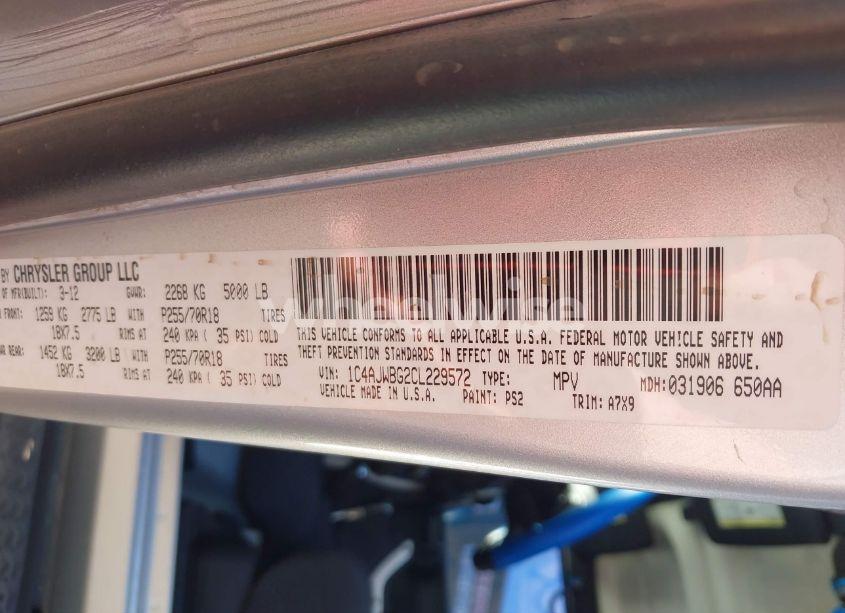 BY CHRYSLER GROUP LLC
OF MFR(BUILT): 3-12 GVWR: 2268 KG 5000 LB
FRONT: 1259 KG 2775 LB WITH P255/70R18 TIRES
18X7.5 RIMS AT 240 KPA ( 35 PSI) COLD
REAR: 1452 KG 3200 LB WITH P255/70R18 TIRES
18X7.5 RIMS AT 240 KPA ( 35 PSI) COLD
THIS VEHICLE CONFORMS TO ALL APPLICABLE U.S.A. FEDERAL MOTOR VEHICLE SAFETY AND
THEFT PREVENTION STANDARDS IN EFFECT ON THE DATE OF MANUFACTURE SHOWN ABOVE.
VIN: 1C4AJWBG2CL229572 TYPE: MPV MDH: 031906 650AA
VEHICLE MADE IN U.S.A. PAINT: PS2 TRIM: A7X9
wheelwise